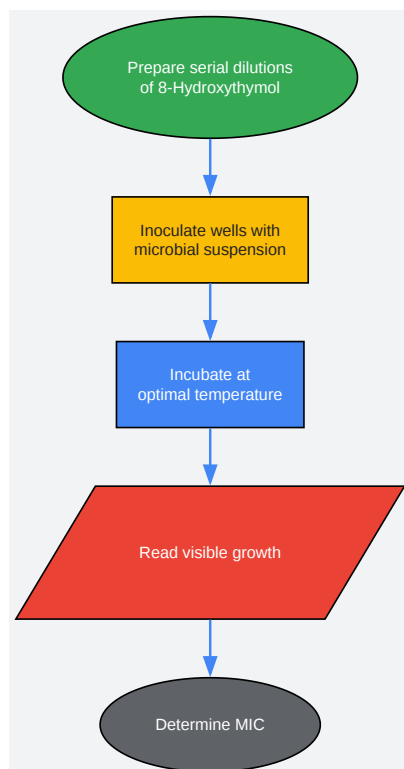 Prepare serial dilutions
of 8-Hydroxythymol
Inoculate wells with
microbial suspension
Incubate at
optimal temperature
Read visible growth
Determine MIC